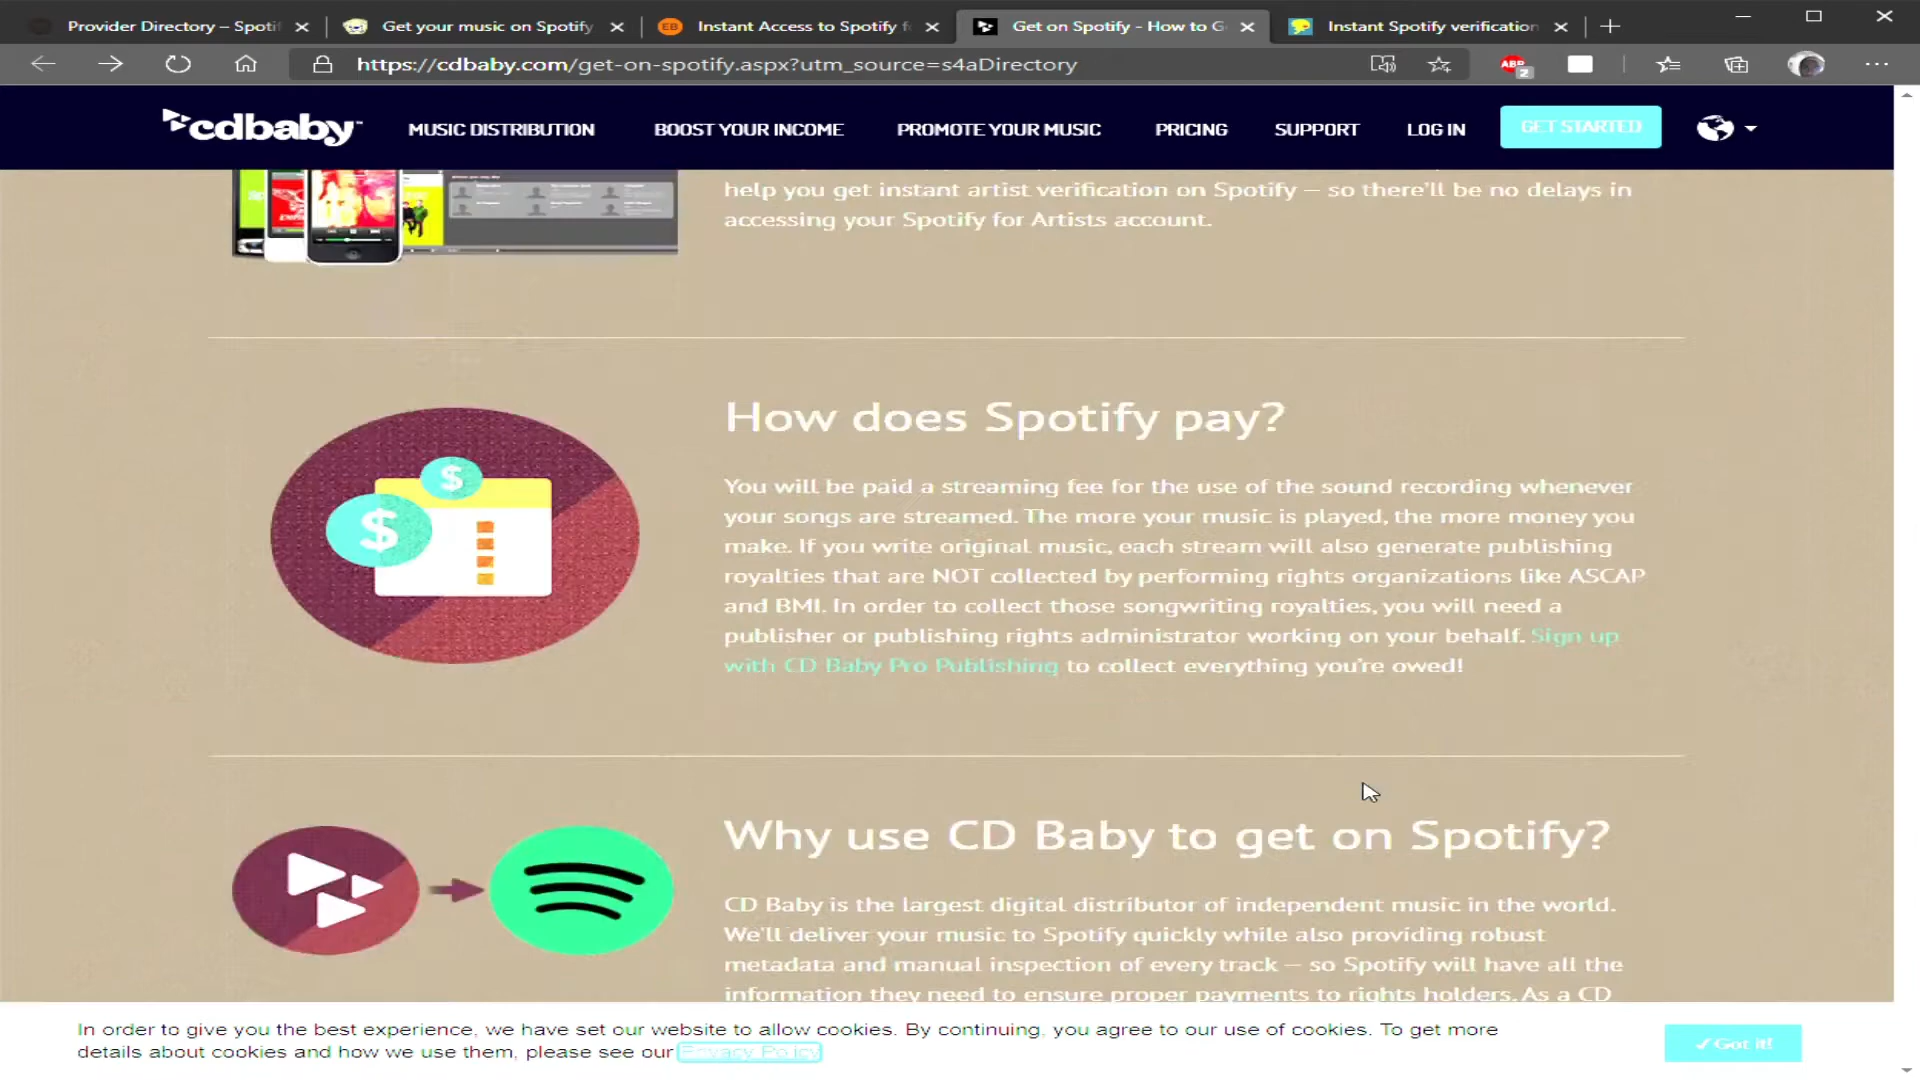 Provider Directory – Spoti
Get your music on Spotify
EB Instant Access to Spotify f
Get on Spotify - How to G
Instant Spotify verification
https://cdbaby.com/get-on-spotify.aspx?utm_source=s4aDirectory
ABP 2
cdbaby MUSIC DISTRIBUTION BOOST YOUR INCOME PROMOTE YOUR MUSIC PRICING SUPPORT LOG IN GET STARTED
help you get instant artist verification on Spotify – so there'll be no delays in
accessing your Spotify for Artists account.
How does Spotify pay?
You will be paid a streaming fee for the use of the sound recording whenever
your songs are streamed. The more your music is played, the more money you
make. If you write original music, each stream will also generate publishing
royalties that are NOT collected by performing rights organizations like ASCAP
and BMI. In order to collect those songwriting royalties, you will need a
publisher or publishing rights administrator working on your behalf. Sign up
with CD Baby Pro Publishing to collect everything you're owed!
$
$
Why use CD Baby to get on Spotify?
CD Baby is the largest digital distributor of independent music in the world.
We'll deliver your music to Spotify quickly while also providing robust
metadata and manual inspection of every track – so Spotify will have all the
information they need to ensure proper payments to rights holders. As a CD
In order to give you the best experience, we have set our website to allow cookies. By continuing, you agree to our use of cookies. To get more
details about cookies and how we use them, please see our Privacy Policy
✓ Got it!